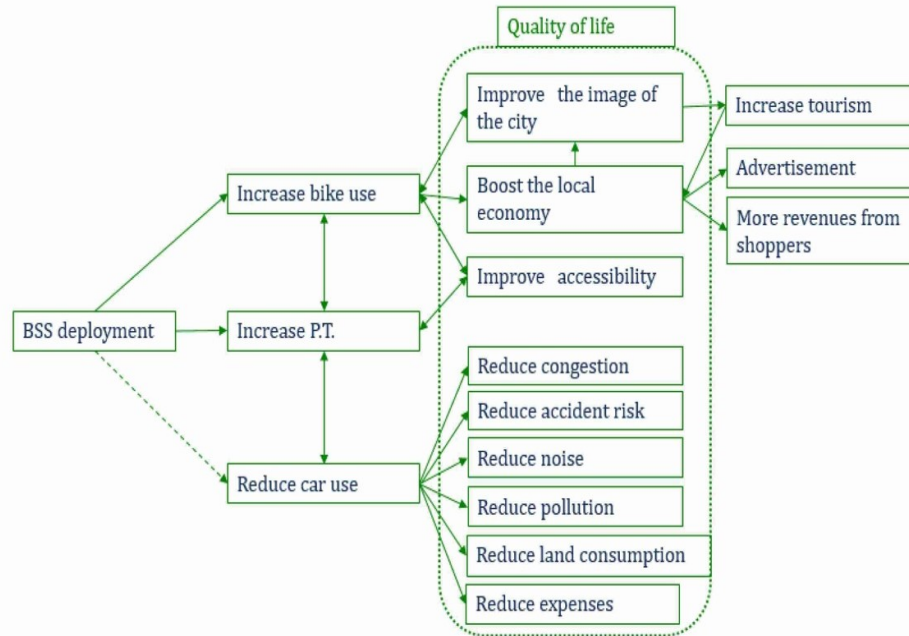 Quality of life
Improve the image of
the city
Increase tourism
Boost the local
economy
Advertisement
More revenues from
shoppers
Increase bike use
Improve accessibility
BSS deployment
Increase P.T.
Reduce congestion
Reduce accident risk
Reduce noise
Reduce car use
Reduce pollution
Reduce land consumption
Reduce expenses